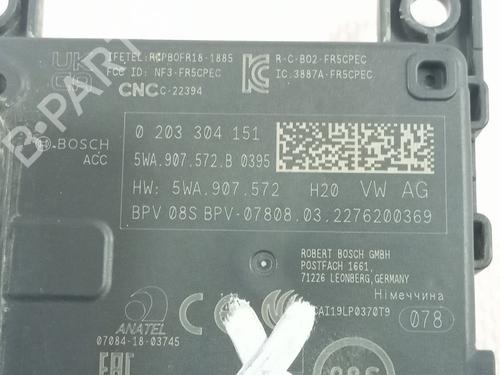 IFETEL: RCPBOFR18-1885
FCC ID: NF3-FR5CPEC
CNC C-22394
R-C-BO2-FR5CPEC
IC: 3887A-FR5CPEC
BOSCH
ACC
0 203 304 151
5WA.907.572.B 0395
HW: 5WA.907.572 H20 VW AG
BPV 08S BPV-07808.03.2276200369
ROBERT BOSCH GMBH
POSTFACH 1661,
71226 LEONBERG, GERMANY
Німеччина
CAI19LP0370T9
078
ANATEL
07084-18-03745
EAC
B-PARTS